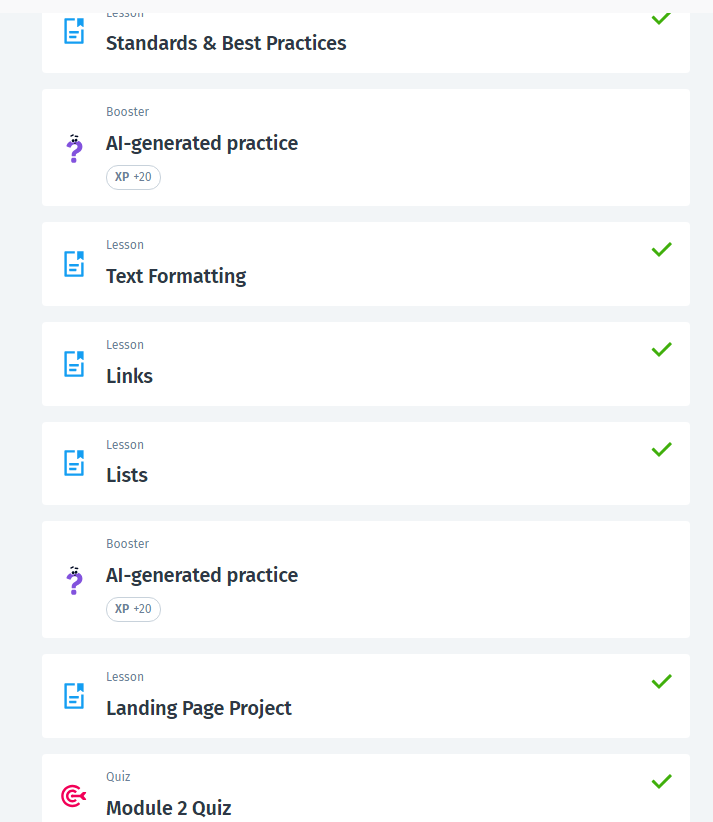 Lesson
Standards & Best Practices
Booster
AI-generated practice
XP +20
Lesson
Text Formatting
Lesson
Links
Lesson
Lists
Booster
AI-generated practice
XP +20
Lesson
Landing Page Project
Quiz
Module 2 Quiz